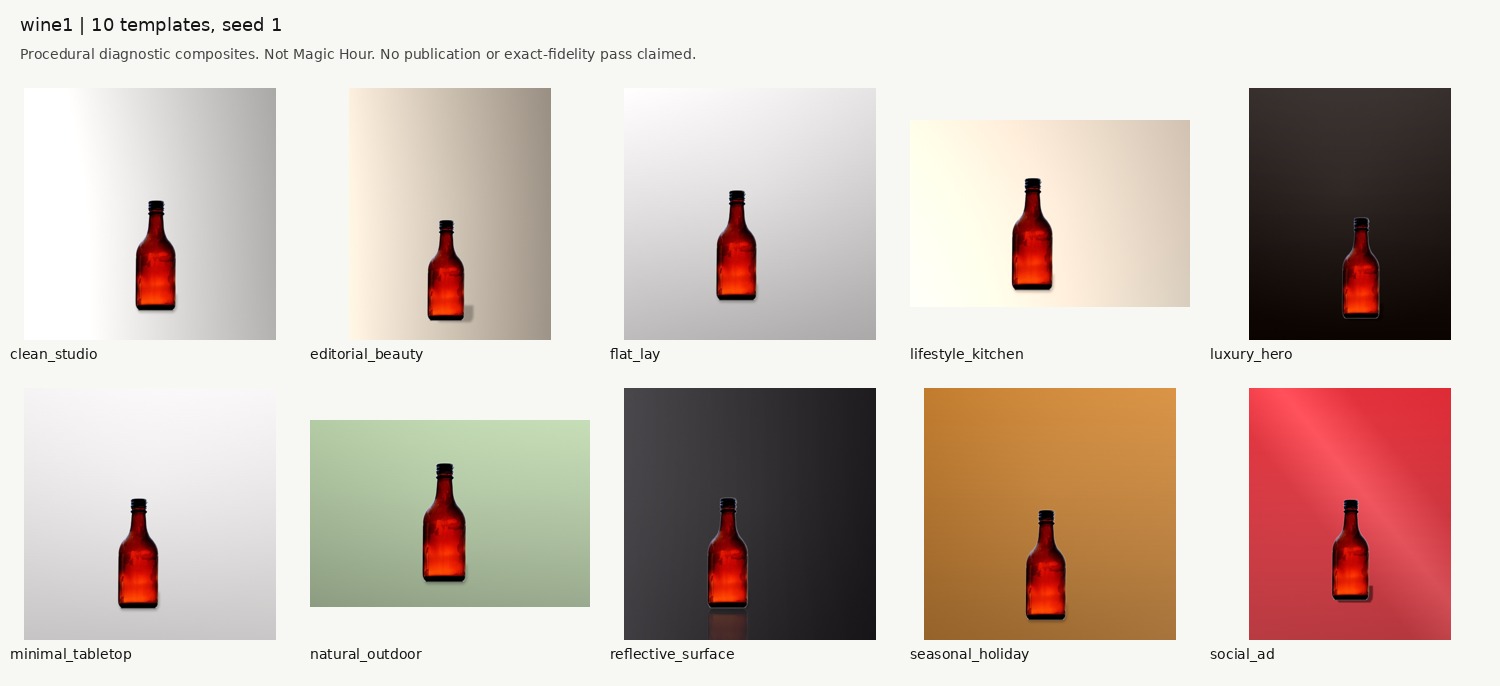 wine1 | 10 templates, seed 1
Procedural diagnostic composites. Not Magic Hour. No publication or exact-fidelity pass claimed.
clean_studio
editorial_beauty
flat_lay
lifestyle_kitchen
luxury_hero
minimal_tabletop
natural_outdoor
reflective_surface
seasonal_holiday
social_ad